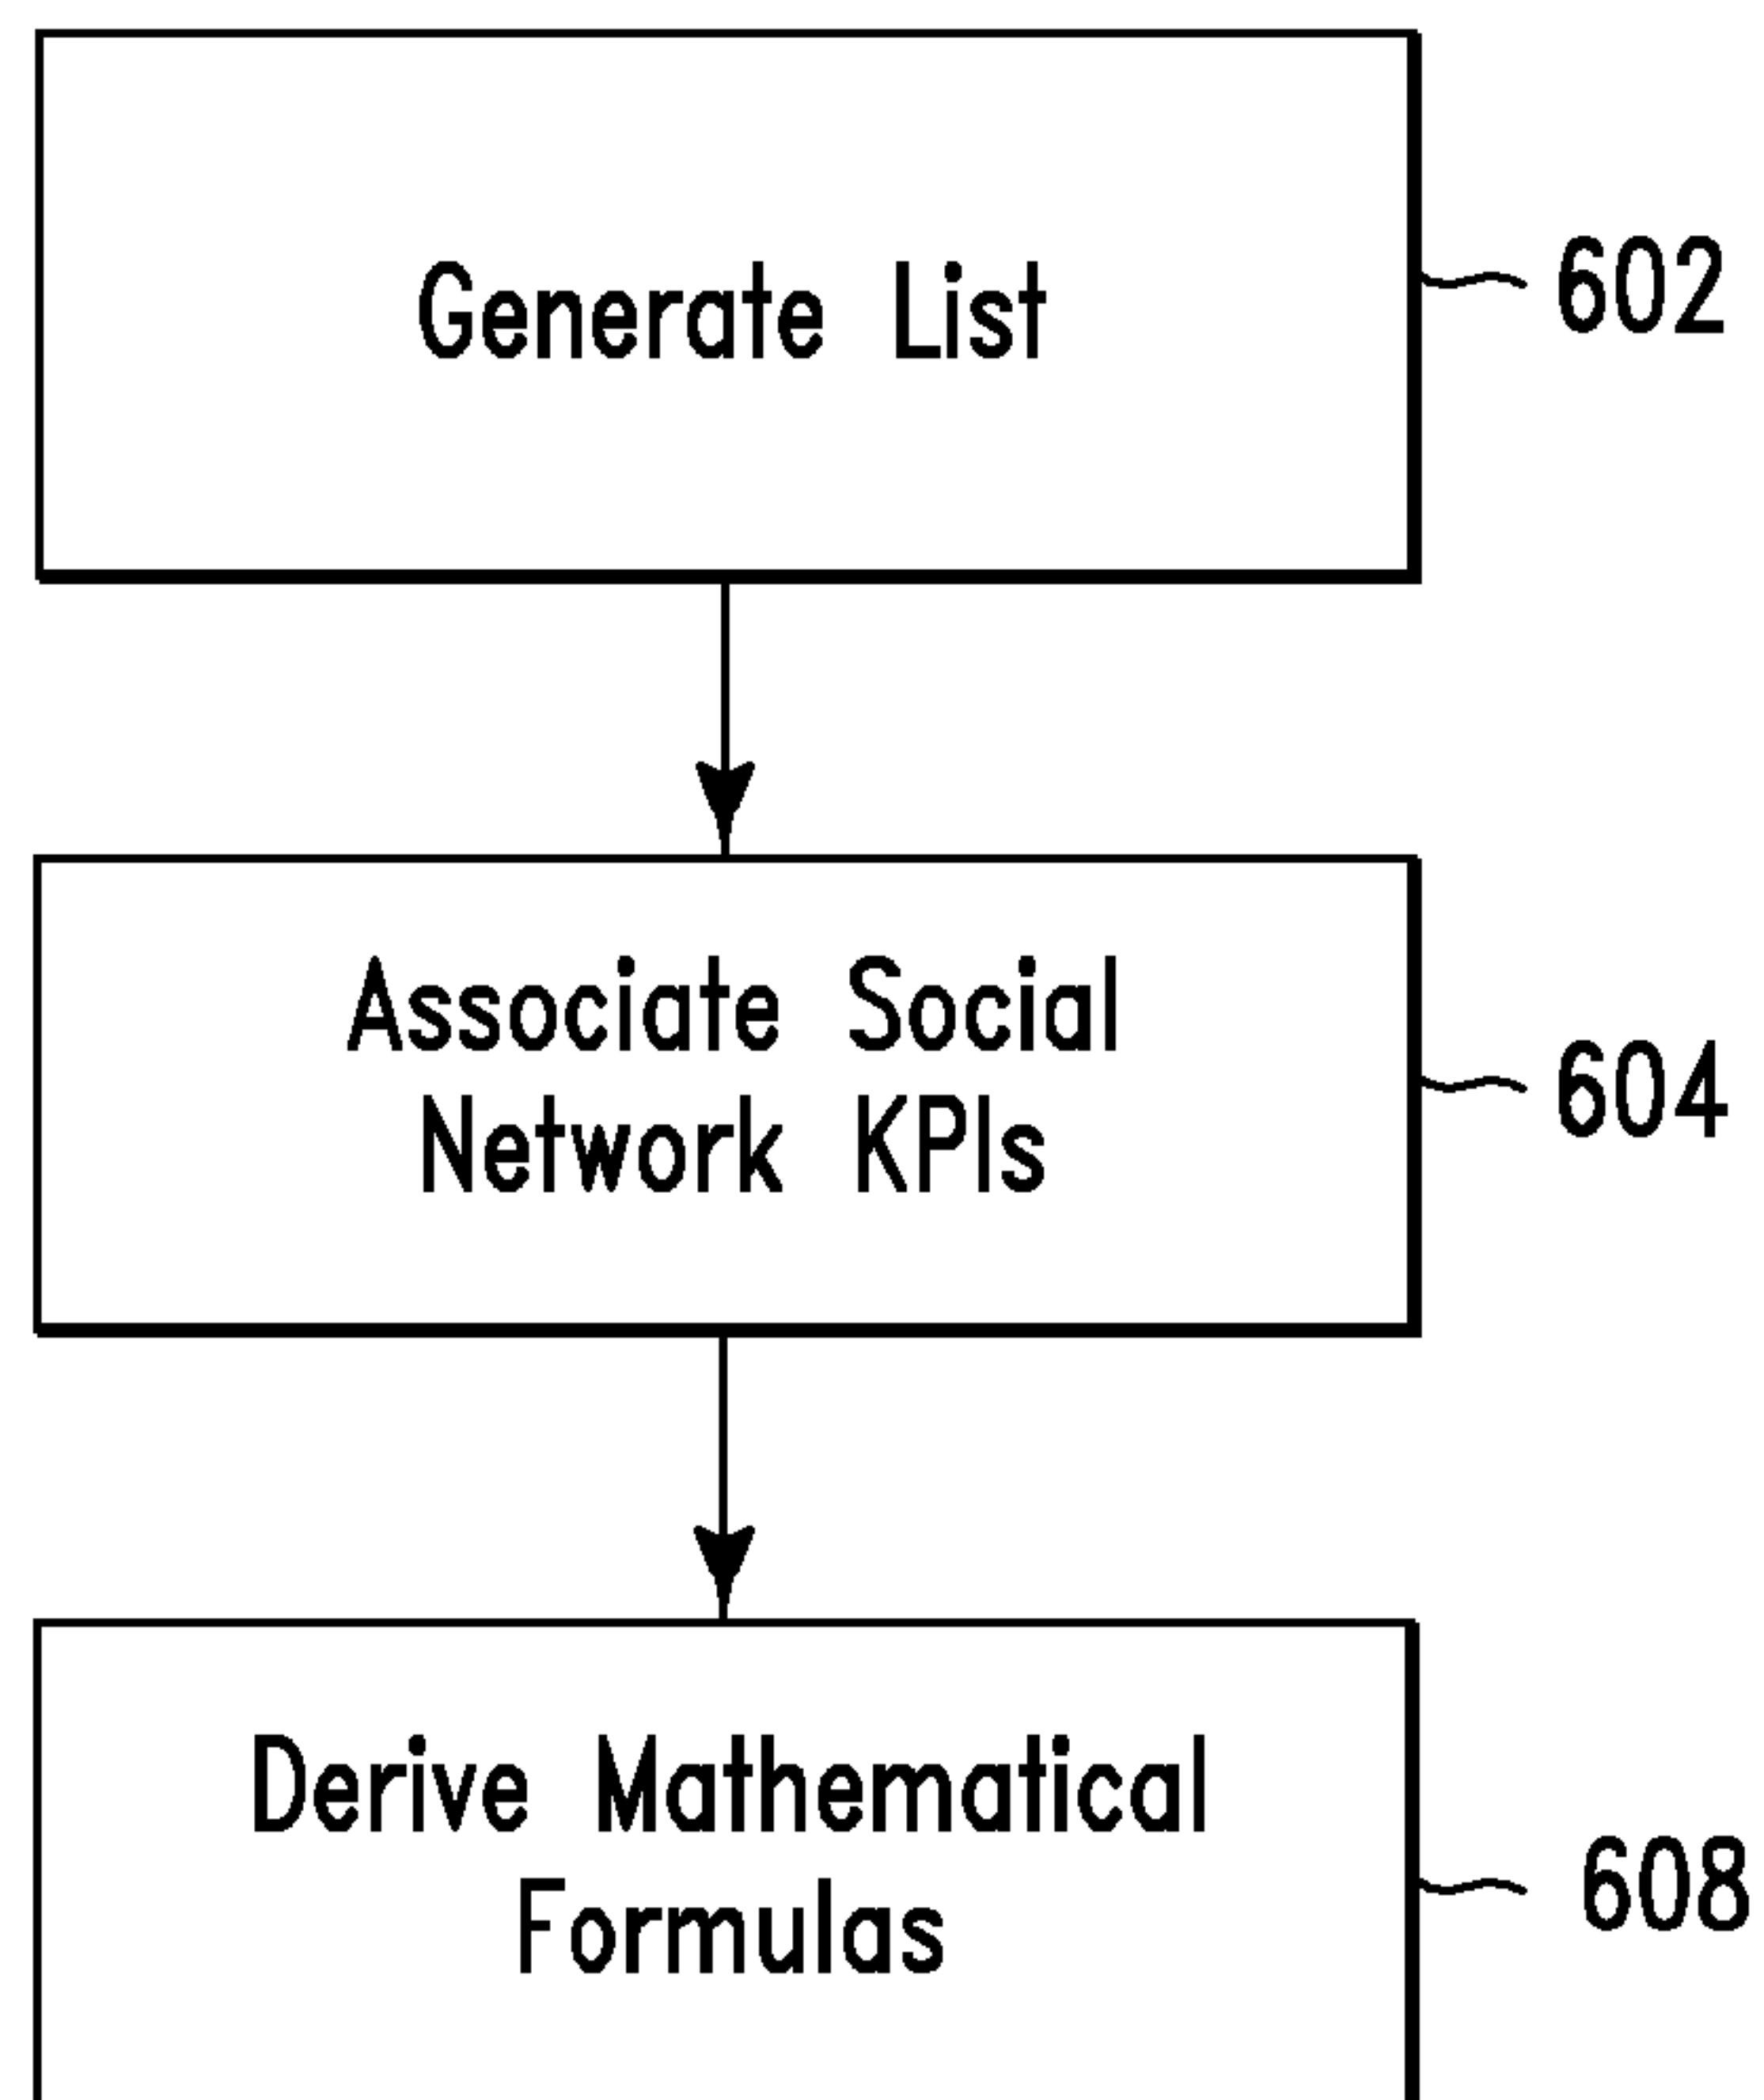 Generate List
602
Associate Social
Network KPIs
604
Derive Mathematical
Formulas
608